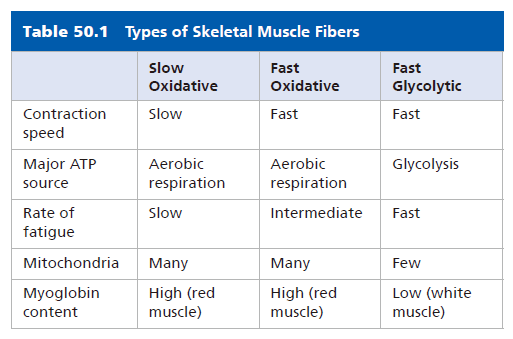 Table 50.1 Types of Skeletal Muscle Fibers
Slow Oxidative Fast Oxidative Fast Glycolytic
Contraction speed Slow Fast Fast
Major ATP source Aerobic respiration Aerobic respiration Glycolysis
Rate of fatigue Slow Intermediate Fast
Mitochondria Many Many Few
Myoglobin content High (red muscle) High (red muscle) Low (white muscle)